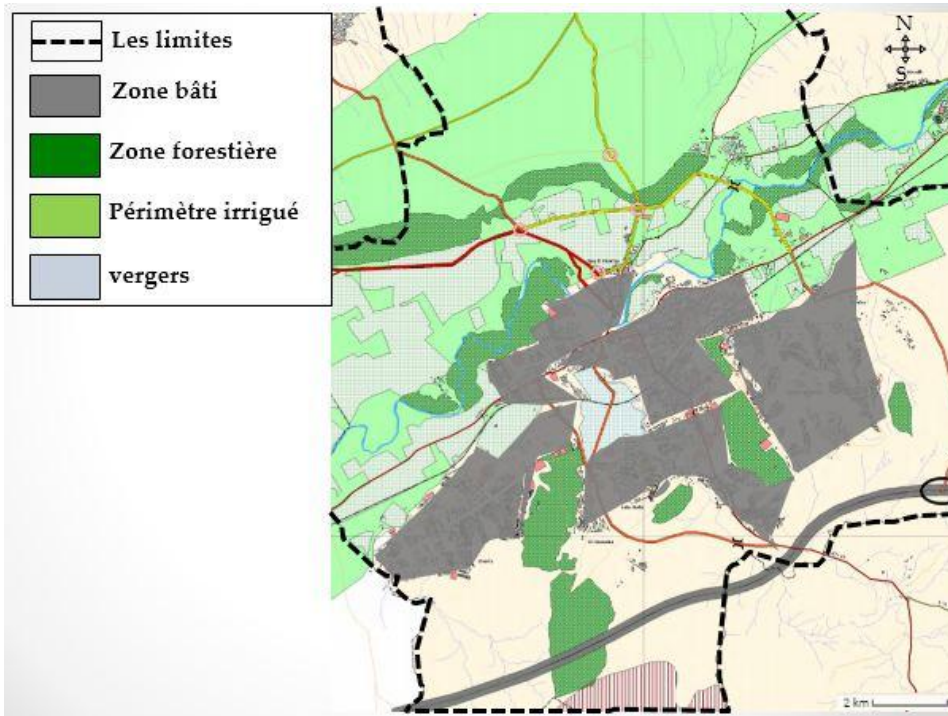 Les limites
Zone bâti
Zone forestière
Périmètre irrigué
vergers
N
S
2 km